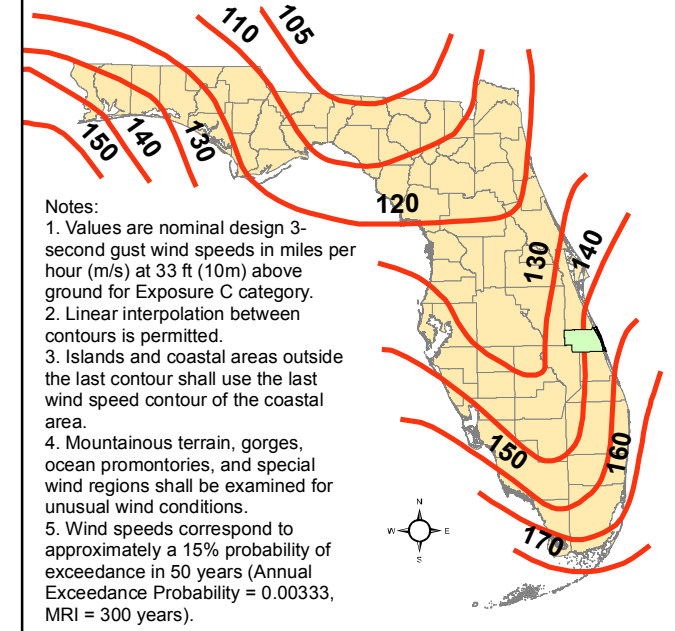 105
110
150
140
130
120
Notes:
1. Values are nominal design 3-
second gust wind speeds in miles per
hour (m/s) at 33 ft (10m) above
ground for Exposure C category.
2. Linear interpolation between
contours is permitted.
3. Islands and coastal areas outside
the last contour shall use the last
wind speed contour of the coastal
area.
4. Mountainous terrain, gorges,
ocean promontories, and special
wind regions shall be examined for
unusual wind conditions.
5. Wind speeds correspond to
approximately a 15% probability of
exceedance in 50 years (Annual
Exceedance Probability = 0.00333,
MRI = 300 years).
130
140
150
160
170
N
W E
S